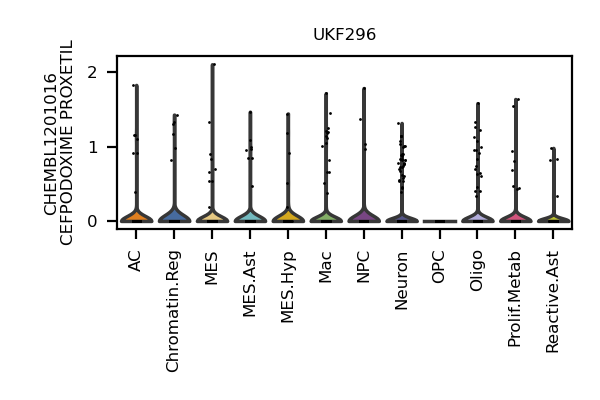 UKF296
CHEMBL1201016
CEFPODOXIME PROXETIL
2
1
0
AC
Chromatin.Reg
MES
MES.Ast
MES.Hyp
Mac
NPC
Neuron
OPC
Oligo
Prolif.Metab
Reactive.Ast